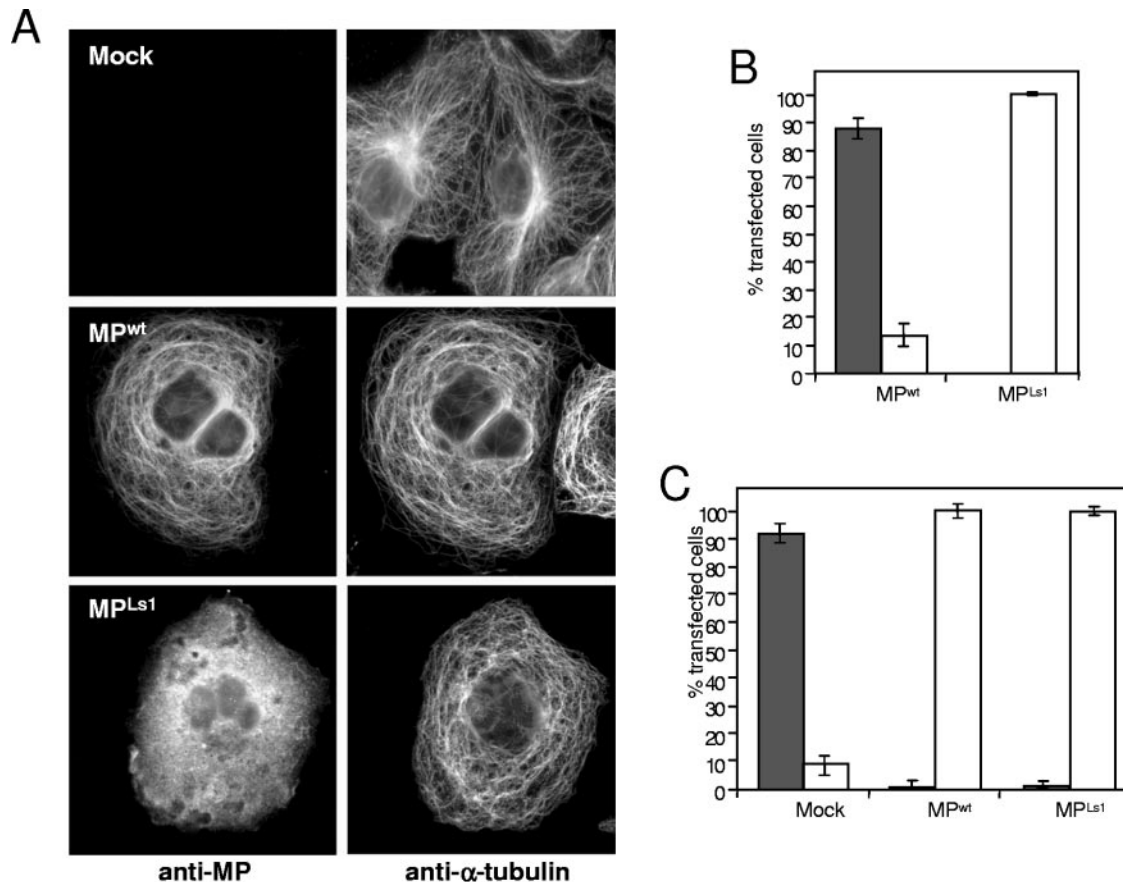 A
Mock
MPwt
MPLs1
anti-MP
anti-α-tubulin
B
% transfected cells
100
90
80
70
60
50
40
30
20
10
0
MPwt
MPLs1
C
% transfected cells
100
90
80
70
60
50
40
30
20
10
0
Mock
MPwt
MPLs1